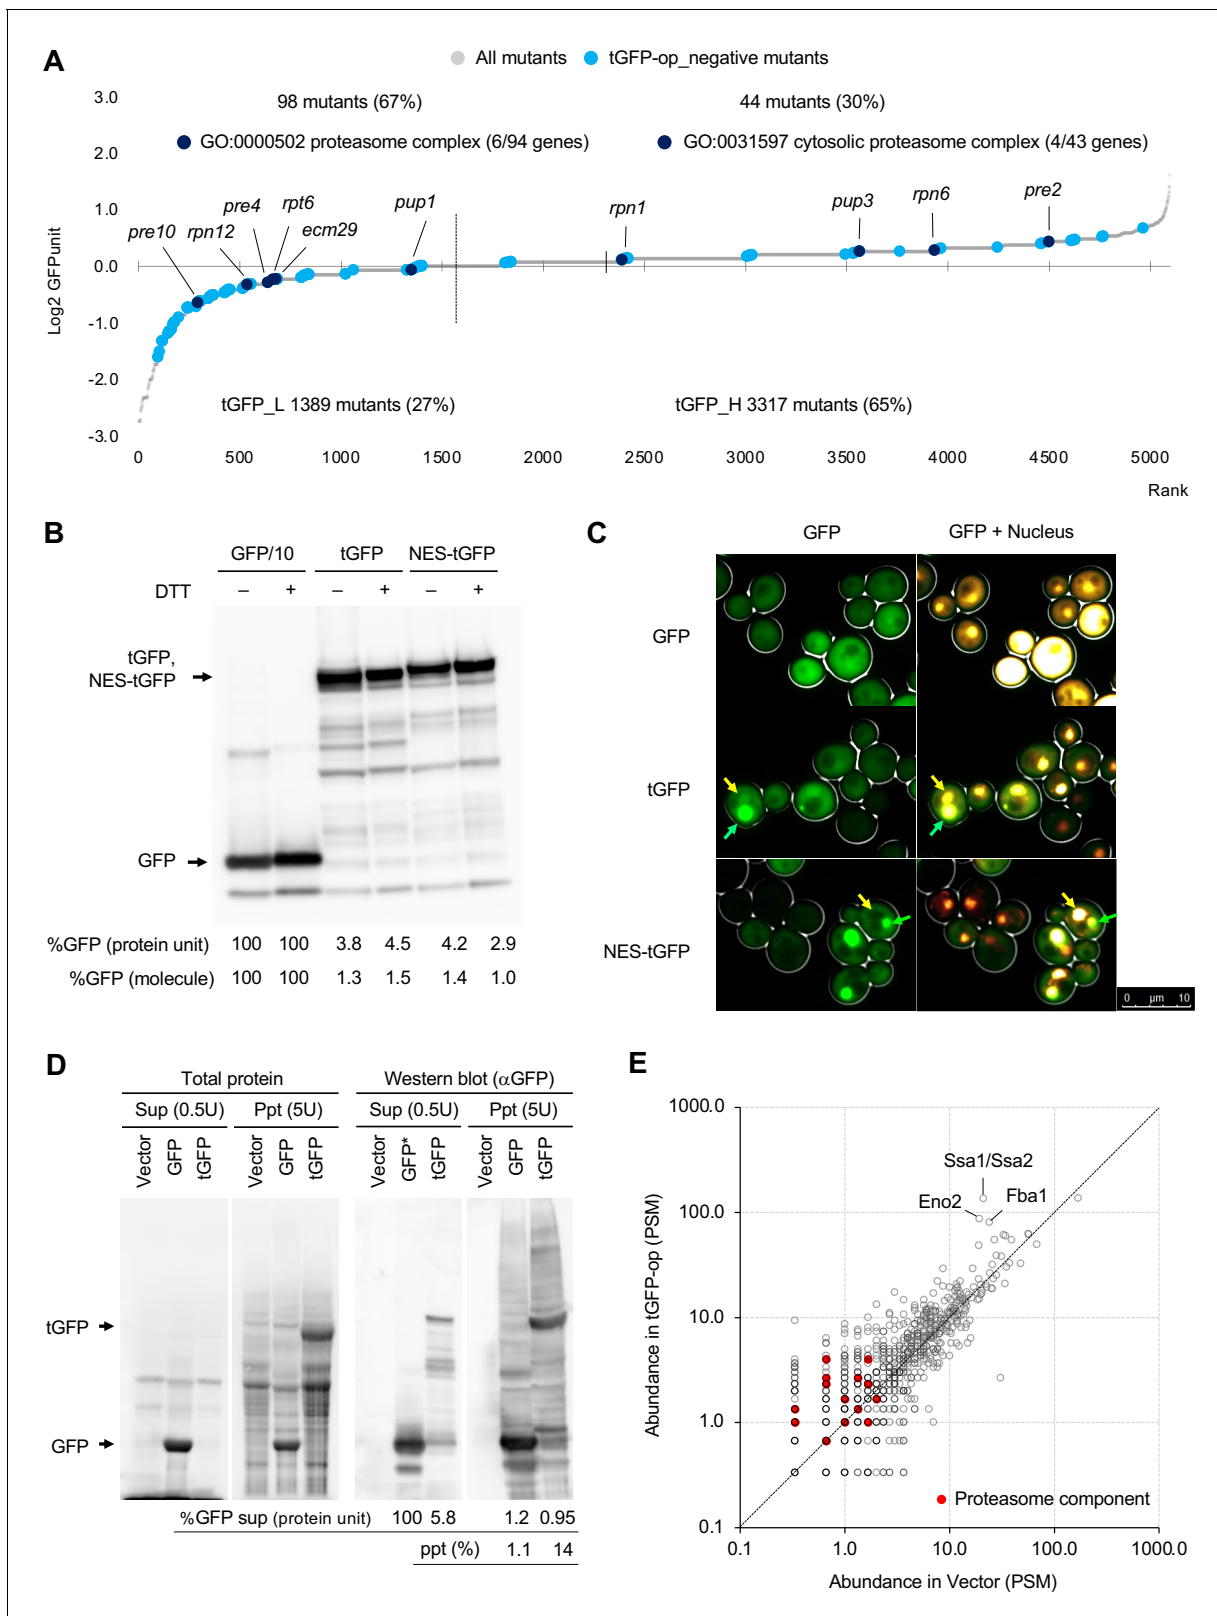 A
All mutants tGFP-op_negative mutants
98 mutants (67%) 44 mutants (30%)
GO:0000502 proteasome complex (6/94 genes) GO:0031597 cytosolic proteasome complex (4/43 genes)
3.0
2.0
1.0
0.0
-1.0
-2.0
-3.0
Log2 GFPunit
pre10 rpn12 pre4 rpt6 ecm29 pup1 rpn1 pup3 rpn6 pre2
tGFP_L 1389 mutants (27%) tGFP_H 3317 mutants (65%)
0 500 1000 1500 2000 2500 3000 3500 4000 4500 5000
Rank
B
GFP/10 tGFP NES-tGFP
DTT – + – + – +
tGFP,
NES-tGFP
GFP
%GFP (protein unit) 100 100 3.8 4.5 4.2 2.9
%GFP (molecule) 100 100 1.3 1.5 1.4 1.0
C
GFP GFP + Nucleus
GFP
tGFP
NES-tGFP
0 µm 10
D
Total protein Western blot (αGFP)
Sup (0.5U) Ppt (5U) Sup (0.5U) Ppt (5U)
Vector GFP tGFP Vector GFP tGFP Vector GFP* tGFP Vector GFP tGFP
tGFP
GFP
%GFP sup (protein unit) 100 5.8 1.2 0.95
ppt (%) 1.1 14
E
1000.0
100.0
10.0
1.0
0.1
Abundance in tGFP-op (PSM)
Ssa1/Ssa2
Eno2 Fba1
Proteasome component
0.1 1.0 10.0 100.0 1000.0
Abundance in Vector (PSM)